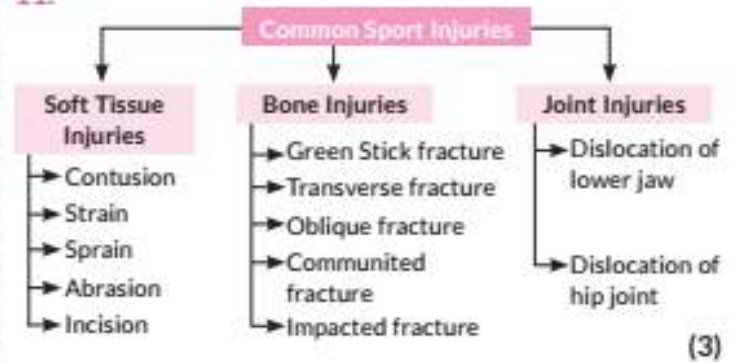 Common Sport Injuries
Soft Tissue
Injuries
Contusion
Strain
Sprain
Abrasion
Incision
Bone Injuries
Green Stick fracture
Transverse fracture
Oblique fracture
Communited
fracture
Impacted fracture
Joint Injuries
Dislocation of
lower jaw
Dislocation of
hip joint
(3)